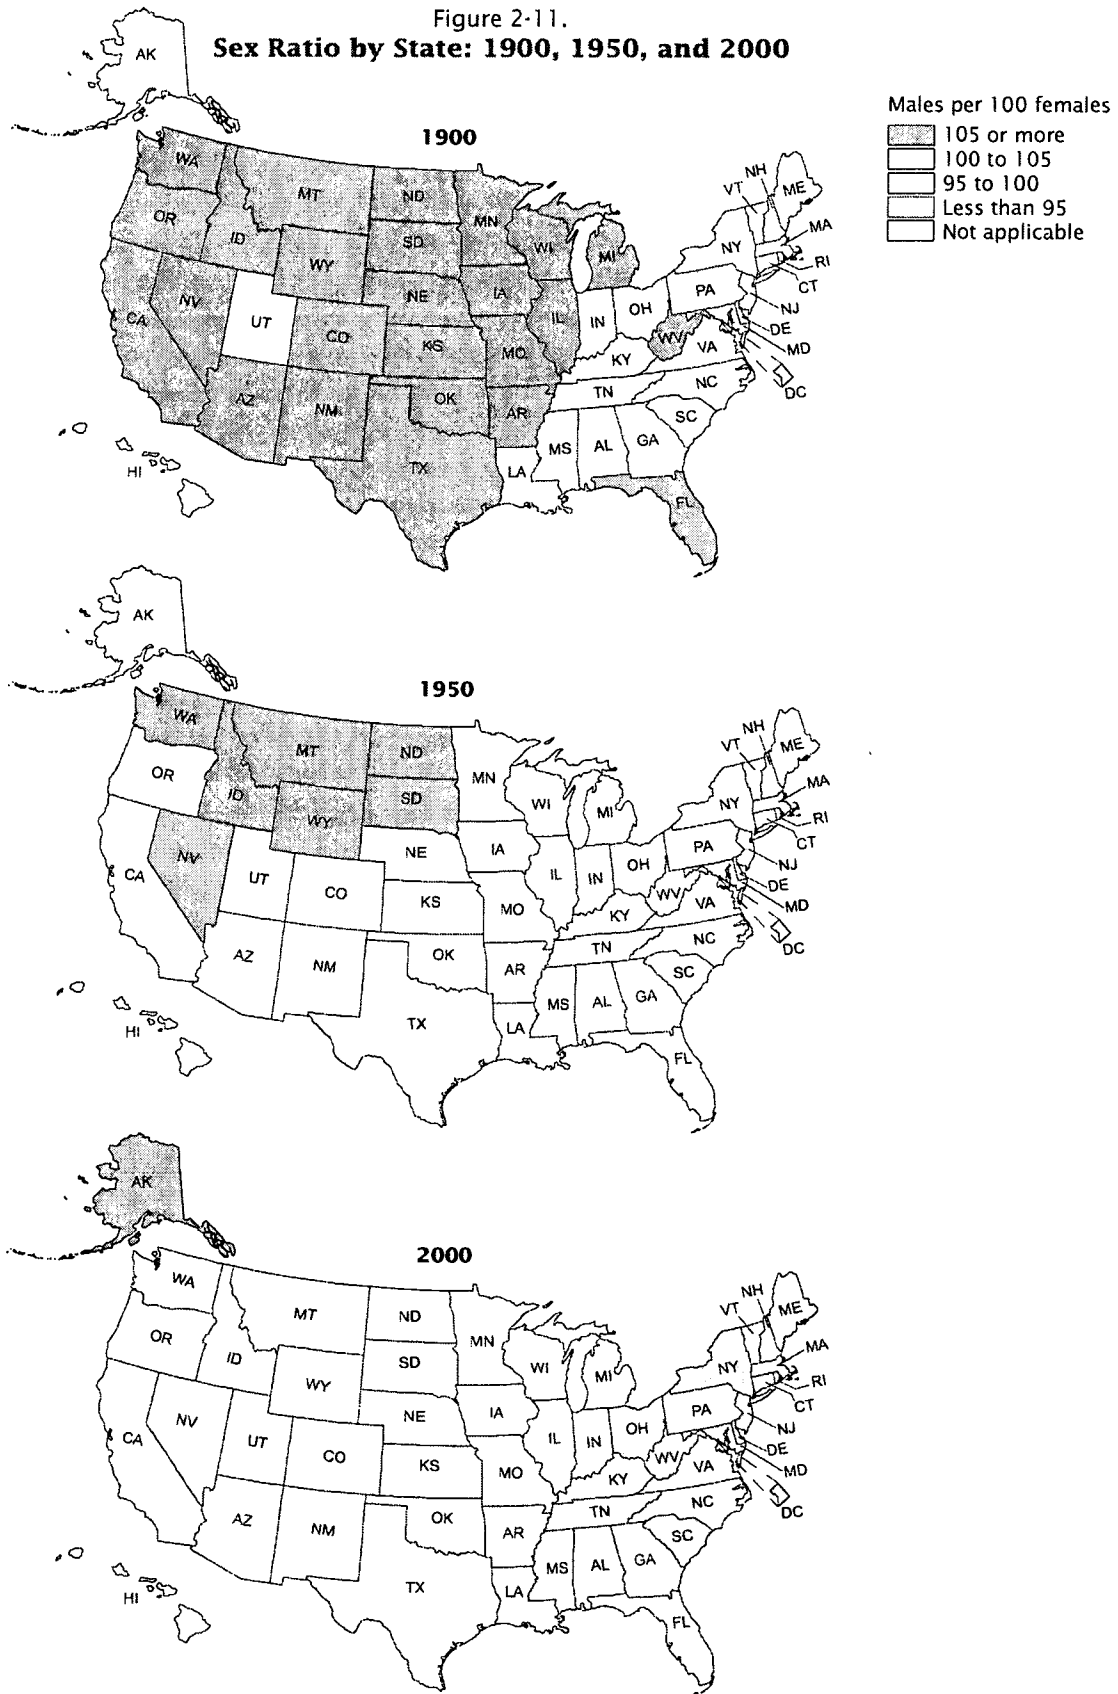 Figure 2-11.
Sex Ratio by State: 1900, 1950, and 2000
Males per 100 females
105 or more
100 to 105
95 to 100
Less than 95
Not applicable
1900
AK
WA
MT
ND
MN
OR
ID
WY
SD
WI
MI
NV
UT
CO
NE
IA
IL
IN
OH
CA
KS
MO
KY
WV
VA
PA
NY
VT
NH
ME
MA
RI
CT
NJ
DE
MD
DC
AZ
NM
OK
AR
TN
NC
SC
TX
LA
MS
AL
GA
FL
HI
1950
AK
WA
MT
ND
MN
OR
ID
WY
SD
WI
MI
NV
UT
CO
NE
IA
IL
IN
OH
CA
KS
MO
KY
WV
VA
PA
NY
VT
NH
ME
MA
RI
CT
NJ
DE
MD
DC
AZ
NM
OK
AR
TN
NC
SC
TX
LA
MS
AL
GA
FL
HI
2000
AK
WA
MT
ND
MN
OR
ID
WY
SD
WI
MI
NV
UT
CO
NE
IA
IL
IN
OH
CA
KS
MO
KY
WV
VA
PA
NY
VT
NH
ME
MA
RI
CT
NJ
DE
MD
DC
AZ
NM
OK
AR
TN
NC
SC
TX
LA
MS
AL
GA
FL
HI